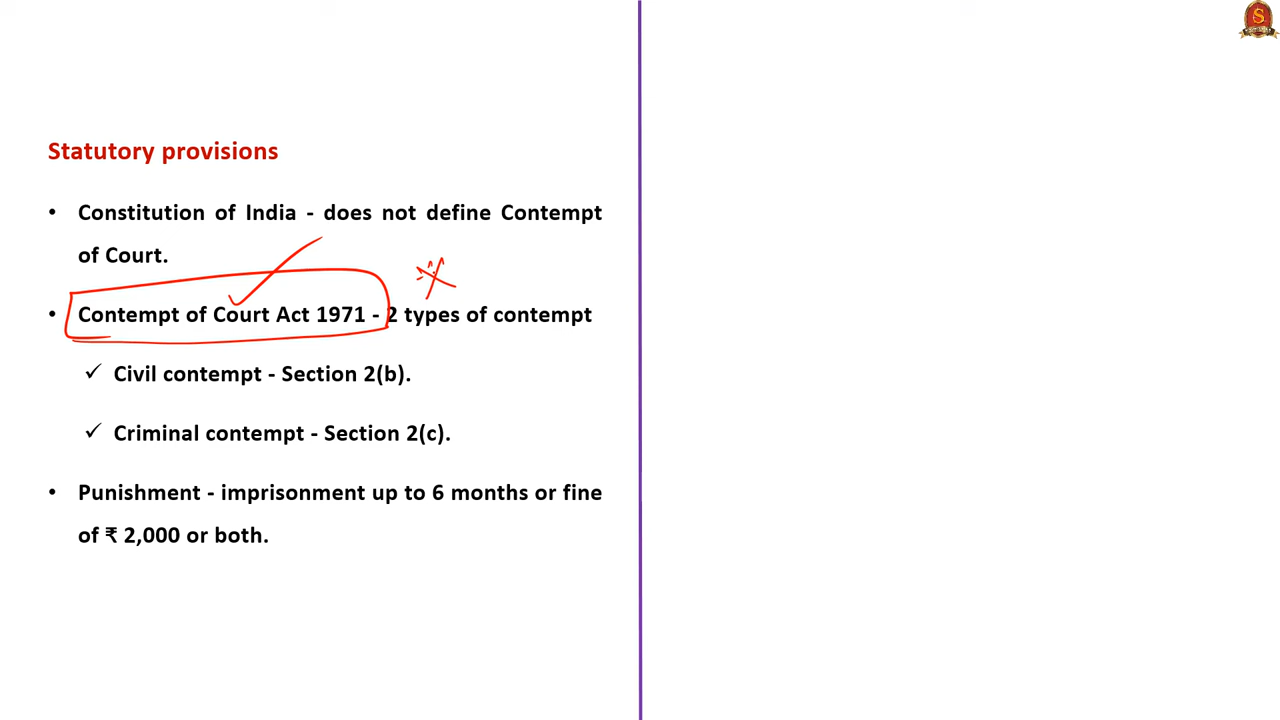 Statutory provisions
• Constitution of India - does not define Contempt
of Court.
• Contempt of Court Act 1971 - 2 types of contempt
✓ Civil contempt - Section 2(b).
✓ Criminal contempt - Section 2(c).
• Punishment - imprisonment up to 6 months or fine
of ₹ 2,000 or both.
S